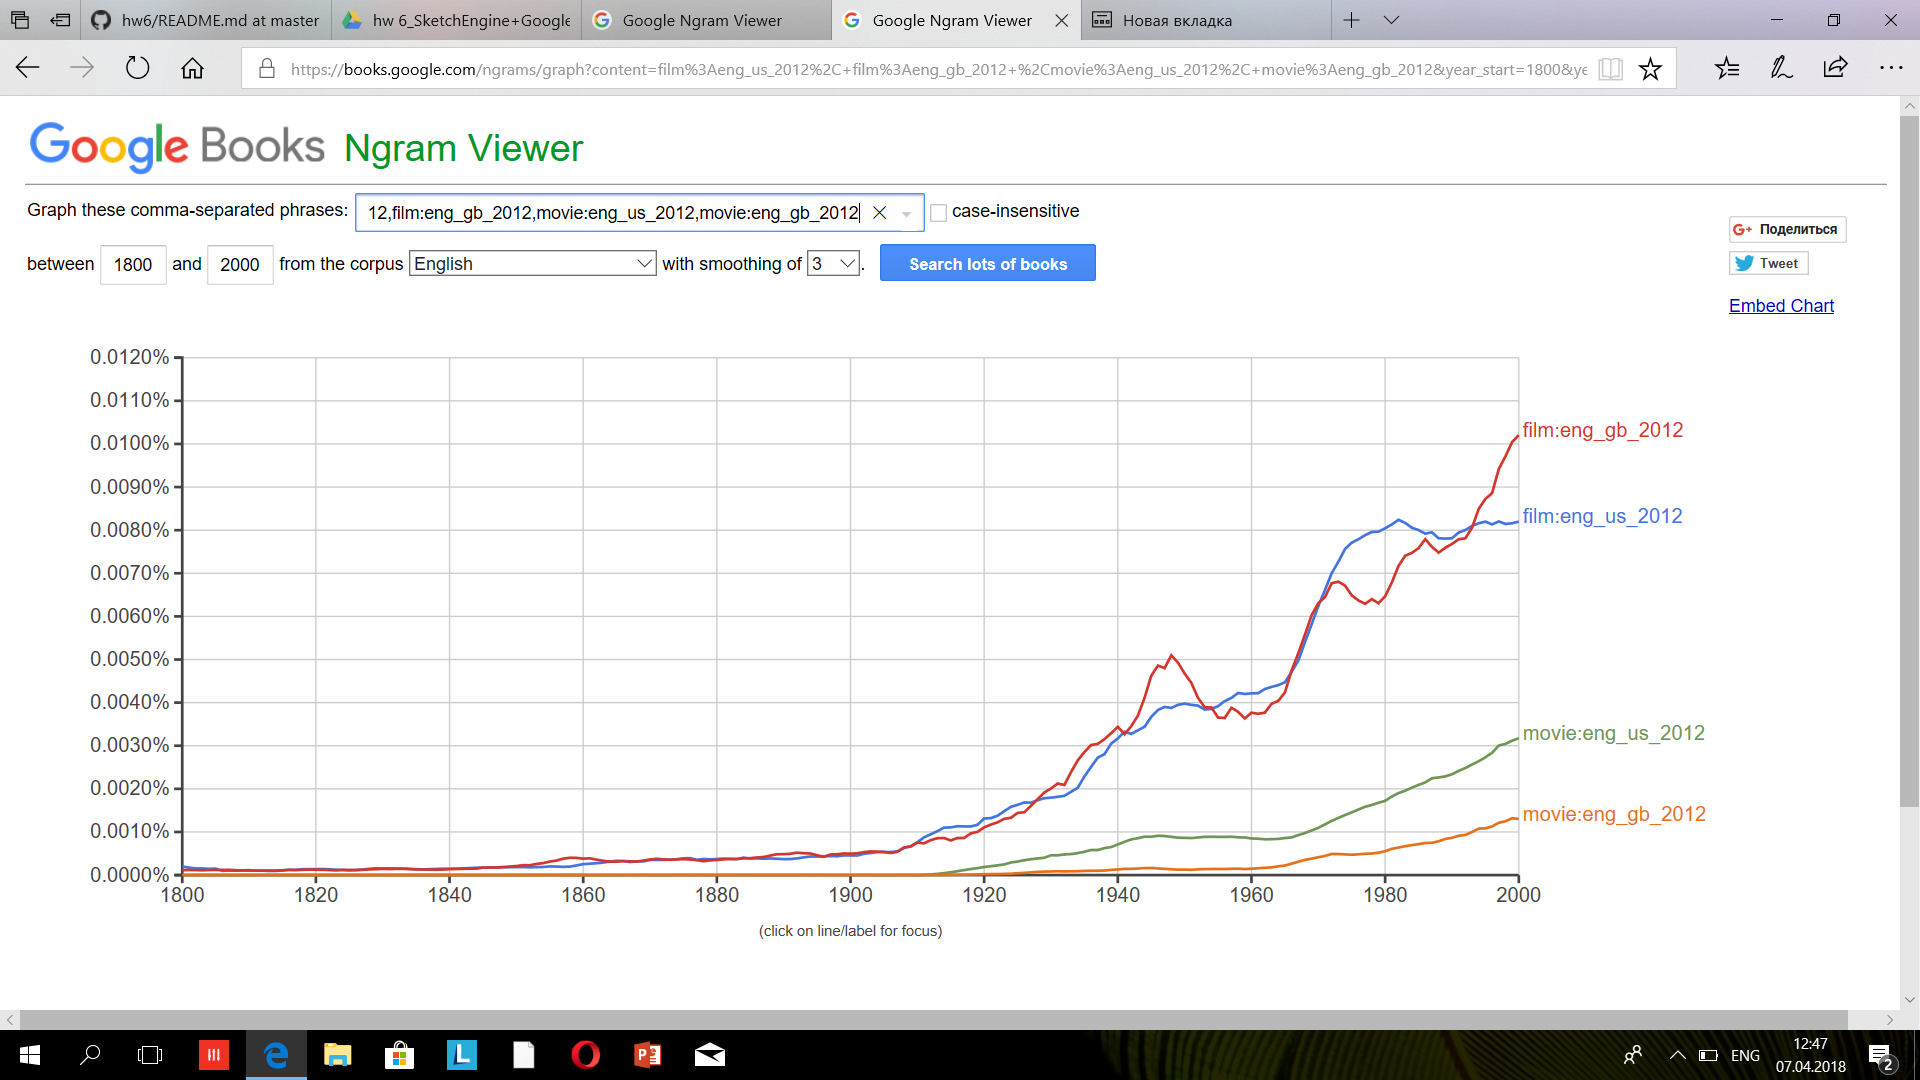 hw6/README.md at master
hw 6_SketchEngine+Google
Google Ngram Viewer
Google Ngram Viewer
Новая вкладка
https://books.google.com/ngrams/graph?content=film%3Aeng_us_2012%2C+film%3Aeng_gb_2012+%2Cmovie%3Aeng_us_2012%2C+movie%3Aeng_gb_2012&year_start=1800&ye
Google Books Ngram Viewer
Graph these comma-separated phrases: 12,film:eng_gb_2012,movie:eng_us_2012,movie:eng_gb_2012 case-insensitive
between 1800 and 2000 from the corpus English with smoothing of 3. Search lots of books
G+ Поделиться
Tweet
Embed Chart
0.0120%
0.0110%
0.0100%
0.0090%
0.0080%
0.0070%
0.0060%
0.0050%
0.0040%
0.0030%
0.0020%
0.0010%
0.0000%
film:eng_gb_2012
film:eng_us_2012
movie:eng_us_2012
movie:eng_gb_2012
1800 1820 1840 1860 1880 1900 1920 1940 1960 1980 2000
(click on line/label for focus)
L
P
ENG
12:47
07.04.2018
2